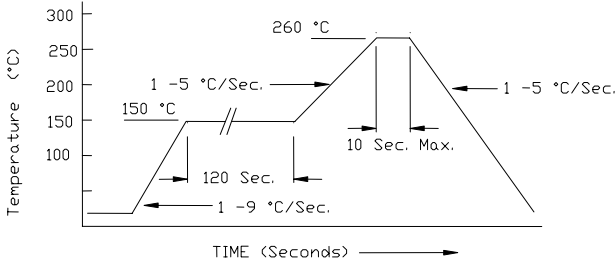 300
260 °C
250
200
1 -5 °C/Sec.
1 -5 °C/Sec.
150 °C
150
10 Sec. Max.
100
120 Sec.
1 -9 °C/Sec.
Temperature (°C)
TIME (Seconds)